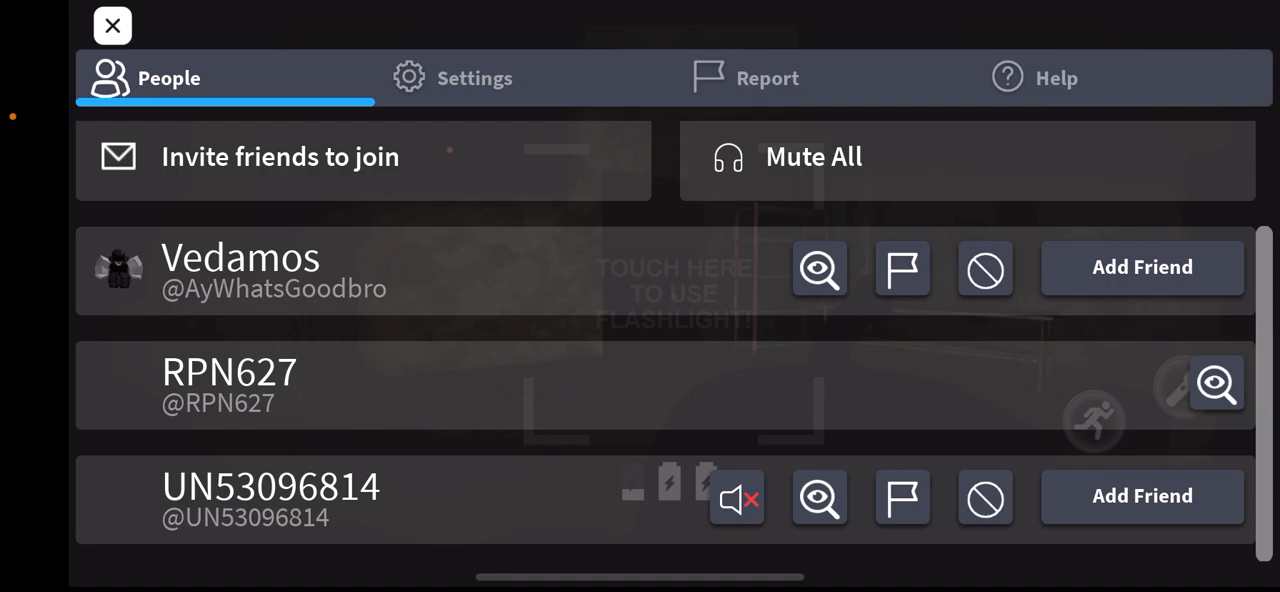 People
Settings
Report
Help
Invite friends to join
Mute All
Vedamos
@AyWhatsGoodbro
Add Friend
TOUCH HERE
TO USE
FLASHLIGHT!
RPN627
@RPN627
UN53096814
@UN53096814
Add Friend